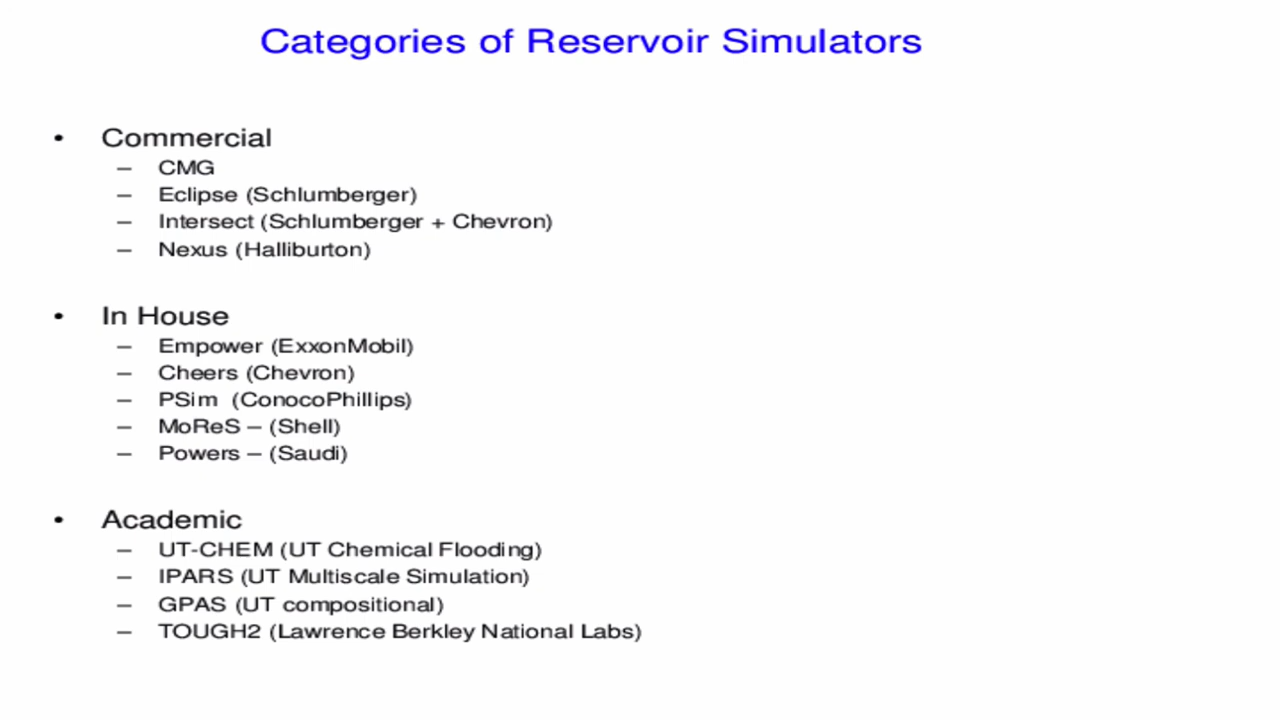 Categories of Reservoir Simulators
• Commercial
– CMG
– Eclipse (Schlumberger)
– Intersect (Schlumberger + Chevron)
– Nexus (Halliburton)
• In House
– Empower (ExxonMobil)
– Cheers (Chevron)
– PSim (ConocoPhillips)
– MoReS – (Shell)
– Powers – (Saudi)
• Academic
– UT-CHEM (UT Chemical Flooding)
– IPARS (UT Multiscale Simulation)
– GPAS (UT compositional)
– TOUGH2 (Lawrence Berkley National Labs)